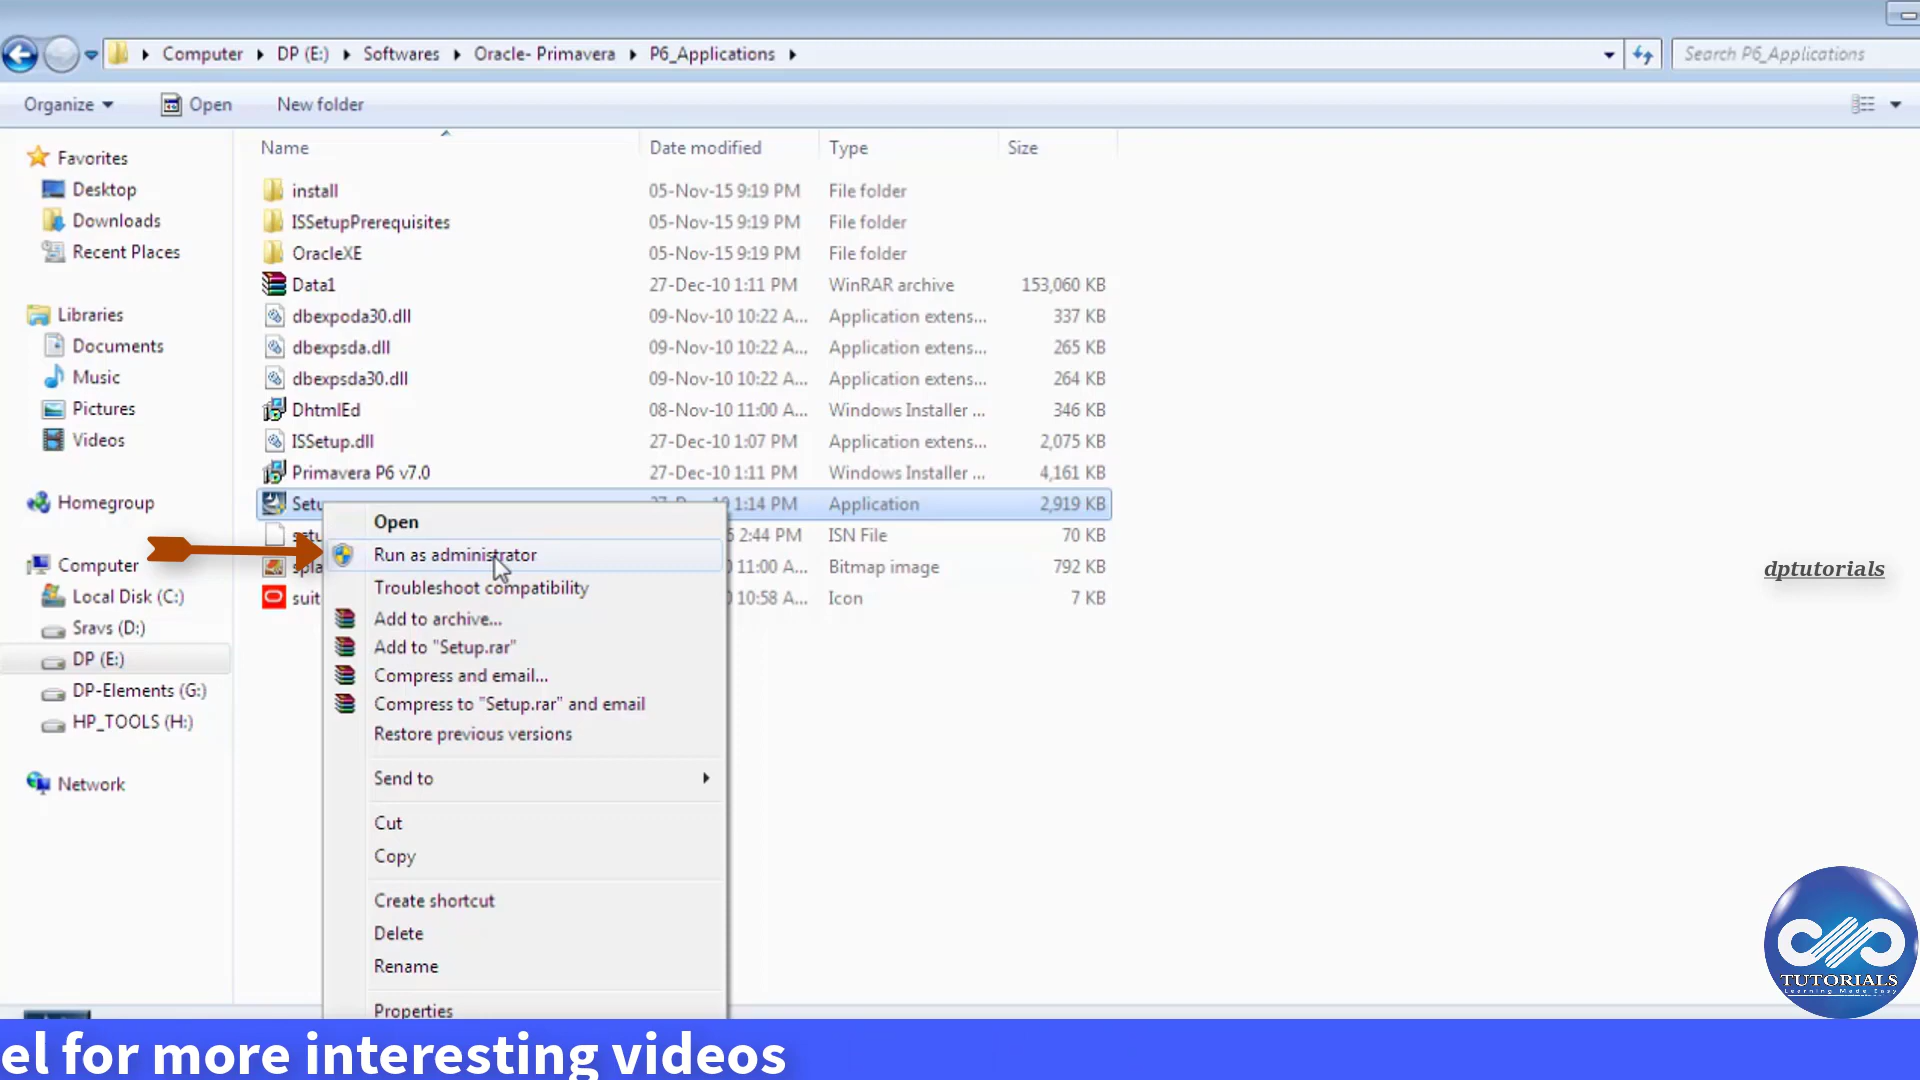 Computer DP (E:) Softwares Oracle- Primavera P6_Applications
Search P6_Applications
Organize Open New folder
Name Date modified Type Size
Favorites
Desktop
Downloads
Recent Places
Libraries
Documents
Music
Pictures
Videos
Homegroup
Computer
Local Disk (C:)
Sravs (D:)
DP (E:)
DP-Elements (G:)
HP_TOOLS (H:)
Network
install 05-Nov-15 9:19 PM File folder
ISSetupPrerequisites 05-Nov-15 9:19 PM File folder
OracleXE 05-Nov-15 9:19 PM File folder
Data1 27-Dec-10 1:11 PM WinRAR archive 153,060 KB
dbexpoda30.dll 09-Nov-10 10:22 A... Application extens... 337 KB
dbexpsda.dll 09-Nov-10 10:22 A... Application extens... 265 KB
dbexpsda30.dll 09-Nov-10 10:22 A... Application extens... 264 KB
DhtmlEd 08-Nov-10 11:00 A... Windows Installer ... 346 KB
ISSetup.dll 27-Dec-10 1:07 PM Application extens... 2,075 KB
Primavera P6 v7.0 27-Dec-10 1:11 PM Windows Installer ... 4,161 KB
Setu 1:14 PM Application 2,919 KB
setu 2:44 PM ISN File 70 KB
spla 11:00 A... Bitmap image 792 KB
suit 10:58 A... Icon 7 KB
Open
Run as administrator
Troubleshoot compatibility
Add to archive...
Add to "Setup.rar"
Compress and email...
Compress to "Setup.rar" and email
Restore previous versions
Send to
Cut
Copy
Create shortcut
Delete
Rename
Properties
dptutorials
TUTORIALS
Learning Made Easy
el for more interesting videos